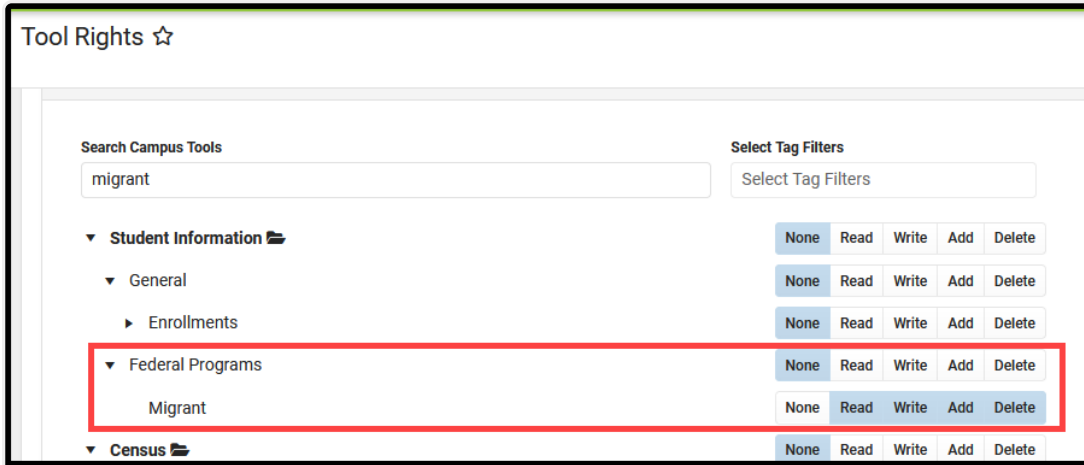 Tool Rights
Search Campus Tools
Select Tag Filters
migrant
Select Tag Filters
Student Information None Read Write Add Delete
General None Read Write Add Delete
Enrollments None Read Write Add Delete
Federal Programs None Read Write Add Delete
Migrant None Read Write Add Delete
Census None Read Write Add Delete